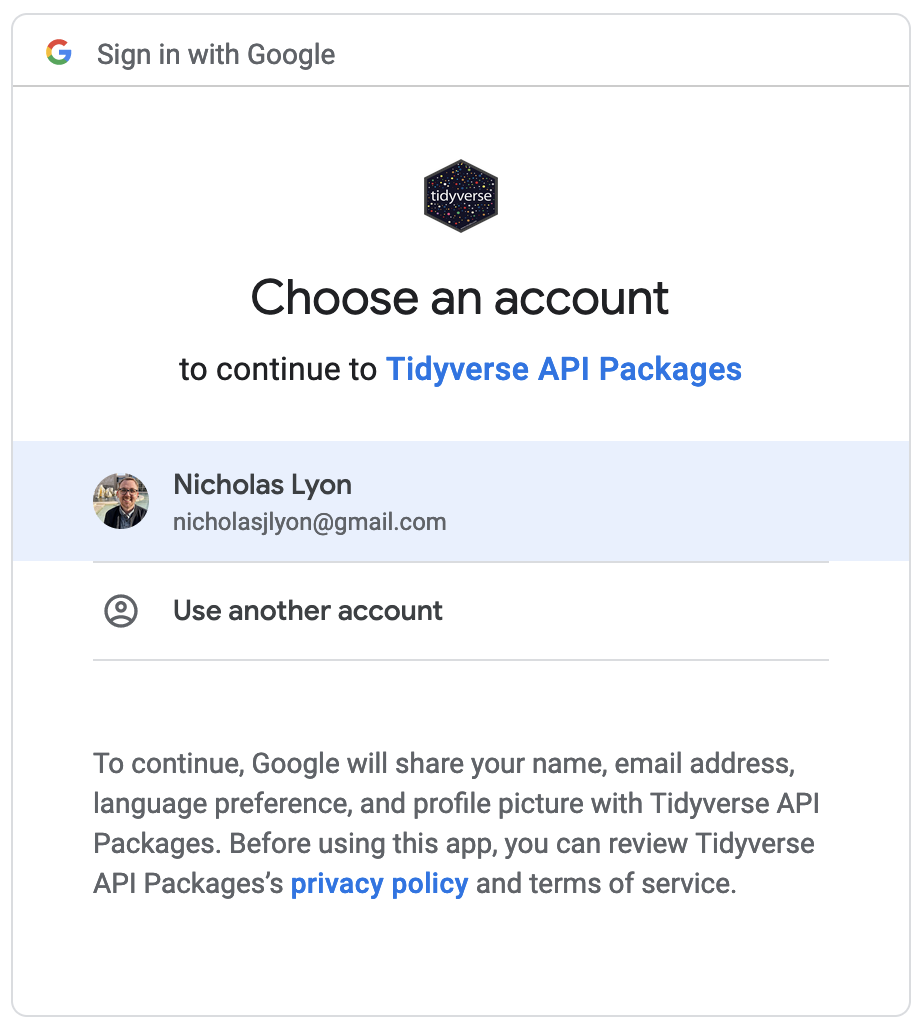 Sign in with Google
tidyverse
Choose an account
to continue to Tidyverse API Packages
Nicholas Lyon
nicholasjlyon@gmail.com
Use another account
To continue, Google will share your name, email address,
language preference, and profile picture with Tidyverse API
Packages. Before using this app, you can review Tidyverse
API Packages’s privacy policy and terms of service.